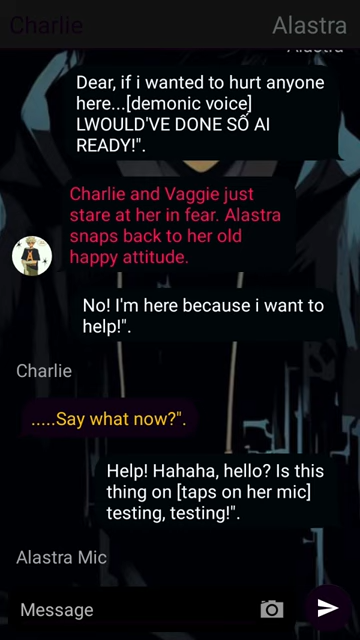 Charlie
Alastra
Alastra
Dear, if i wanted to hurt anyone
here...[demonic voice]
LWOULD'VE DONE SỐ AI
READY!".
Charlie and Vaggie just
stare at her in fear. Alastra
snaps back to her old
happy attitude.
No! I'm here because i want to
help!".
Charlie
.....Say what now?".
Help! Hahaha, hello? Is this
thing on [taps on her mic]
testing, testing!".
Alastra Mic
Message